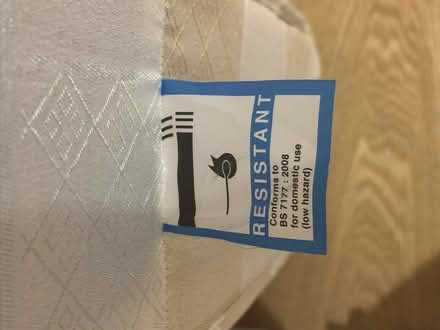 RESISTANT
Conforms to
BS 7177 : 2008
for domestic use
(low hazard)